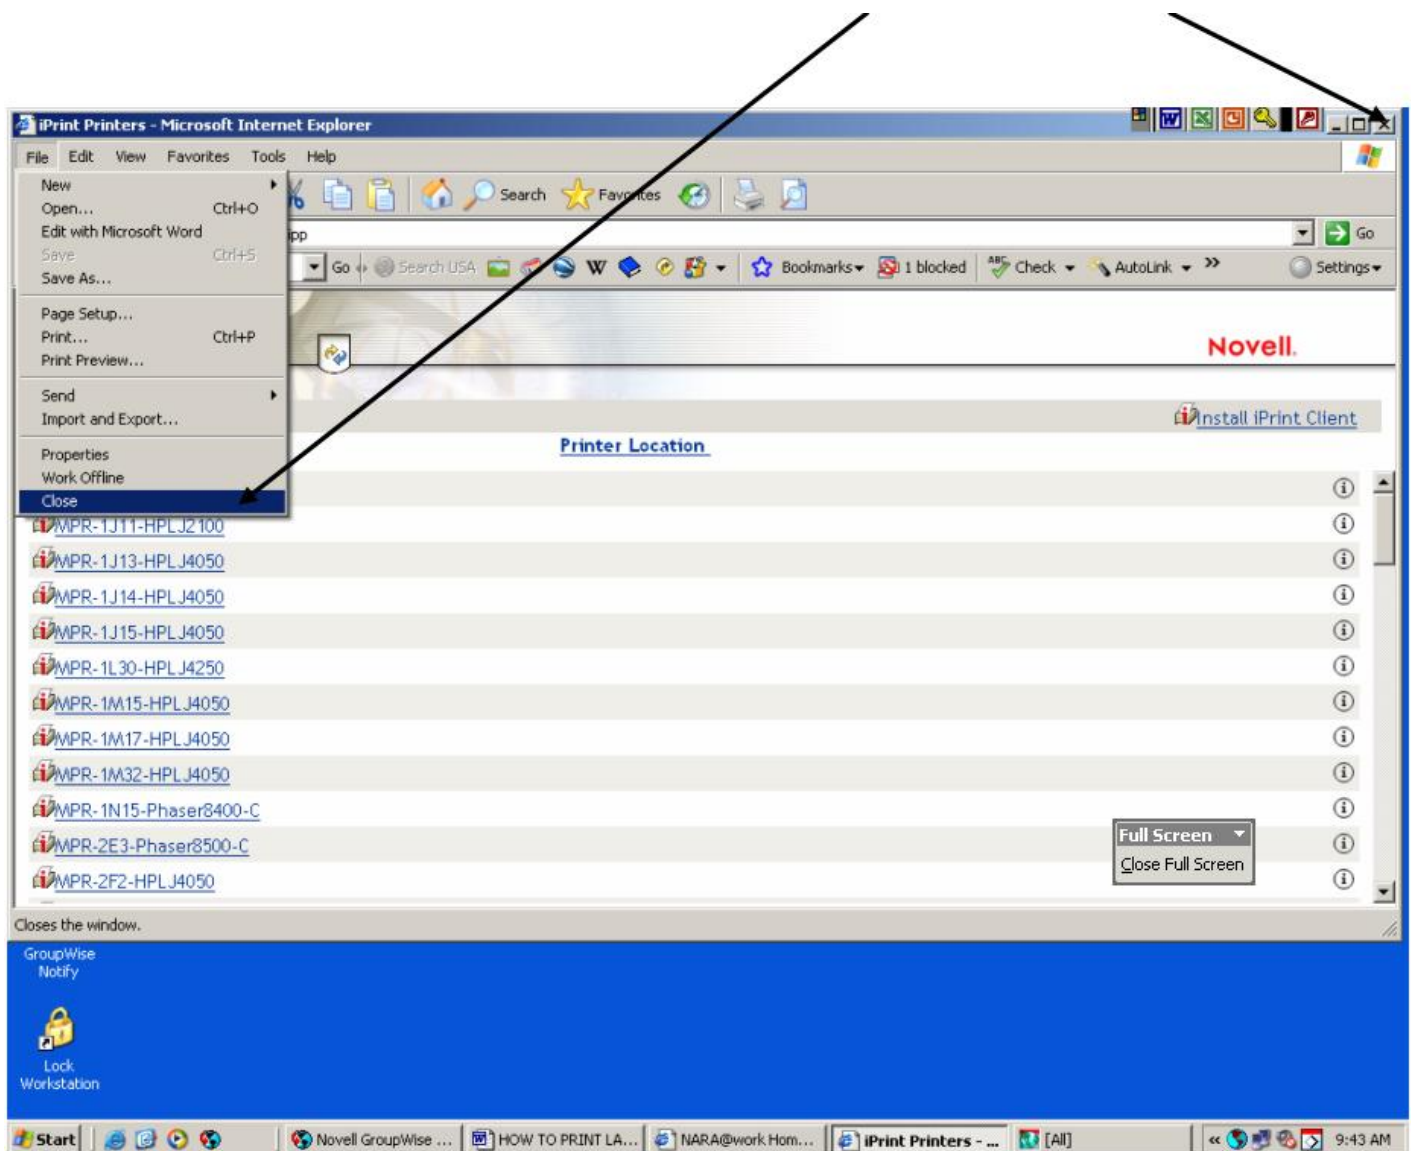 iPrint Printers - Microsoft Internet Explorer
File Edit View Favorites Tools Help
New
Open... Ctrl+O
Edit with Microsoft Word
Save Ctrl+S
Save As...
Page Setup...
Print... Ctrl+P
Print Preview...
Send
Import and Export...
Properties
Work Offline
Close
Search Favorites
ipp
Go
Go Search USA W Bookmarks 1 blocked ABC Check AutoLink » Settings
Novell.
Install iPrint Client
Printer Location
MPR-1J11-HPLJ2100
MPR-1J13-HPLJ4050
MPR-1J14-HPLJ4050
MPR-1J15-HPLJ4050
MPR-1L30-HPLJ4250
MPR-1M15-HPLJ4050
MPR-1M17-HPLJ4050
MPR-1M32-HPLJ4050
MPR-1N15-Phaser8400-C
MPR-2E3-Phaser8500-C
MPR-2F2-HPLJ4050
Full Screen
Close Full Screen
Closes the window.
GroupWise
Notify
Lock
Workstation
Start Novell GroupWise ... HOW TO PRINT LA... NARA@work Hom... iPrint Printers - ... [All] « 9:43 AM